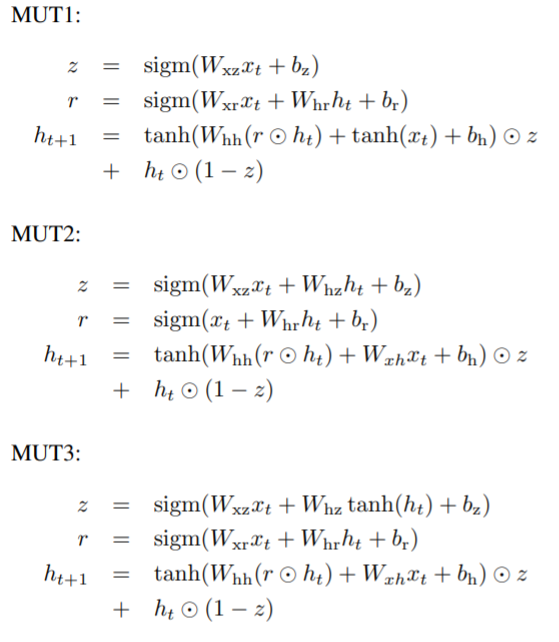 MUT1:
z = sigm(W_xz x_t + b_z)
r = sigm(W_xr x_t + W_hr h_t + b_r)
h_{t+1} = tanh(W_hh(r ⊙ h_t) + tanh(x_t) + b_h) ⊙ z
+ h_t ⊙ (1 − z)
MUT2:
z = sigm(W_xz x_t + W_hz h_t + b_z)
r = sigm(x_t + W_hr h_t + b_r)
h_{t+1} = tanh(W_hh(r ⊙ h_t) + W_xh x_t + b_h) ⊙ z
+ h_t ⊙ (1 − z)
MUT3:
z = sigm(W_xz x_t + W_hz tanh(h_t) + b_z)
r = sigm(W_xr x_t + W_hr h_t + b_r)
h_{t+1} = tanh(W_hh(r ⊙ h_t) + W_xh x_t + b_h) ⊙ z
+ h_t ⊙ (1 − z)